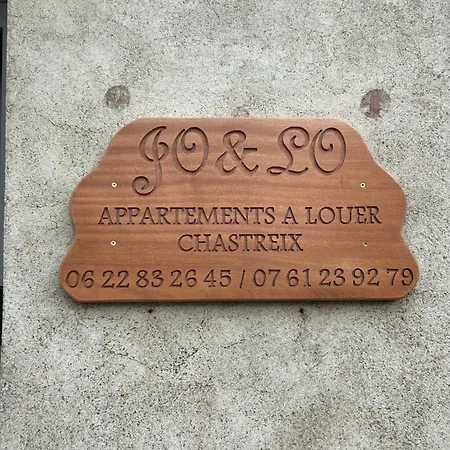 JO & LO
APPARTEMENTS A LOUER
CHASTREIX
06 22 83 26 45 / 07 61 23 92 79